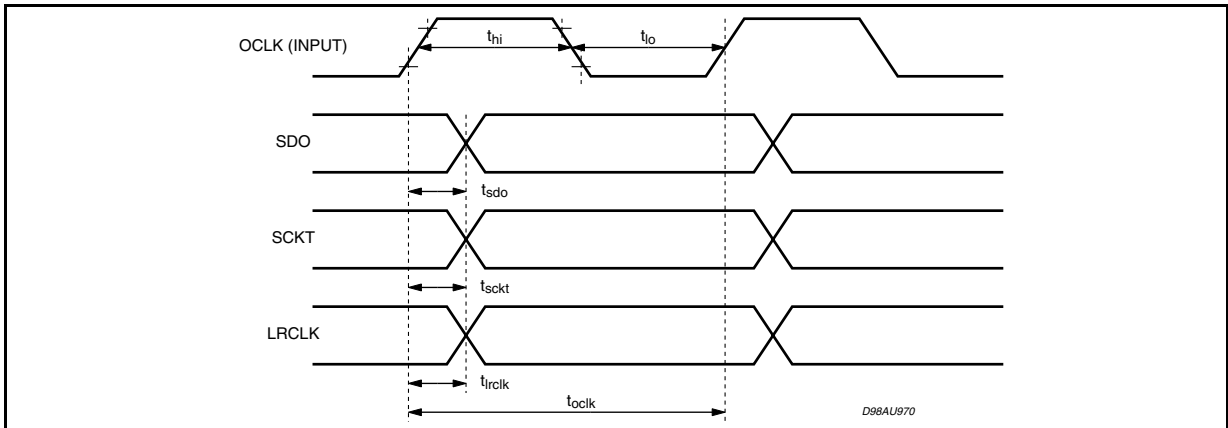 OCLK (INPUT)
thi
tlo
SDO
tsdo
SCKT
tsckt
LRCLK
tlrclk
toclk
D98AU970